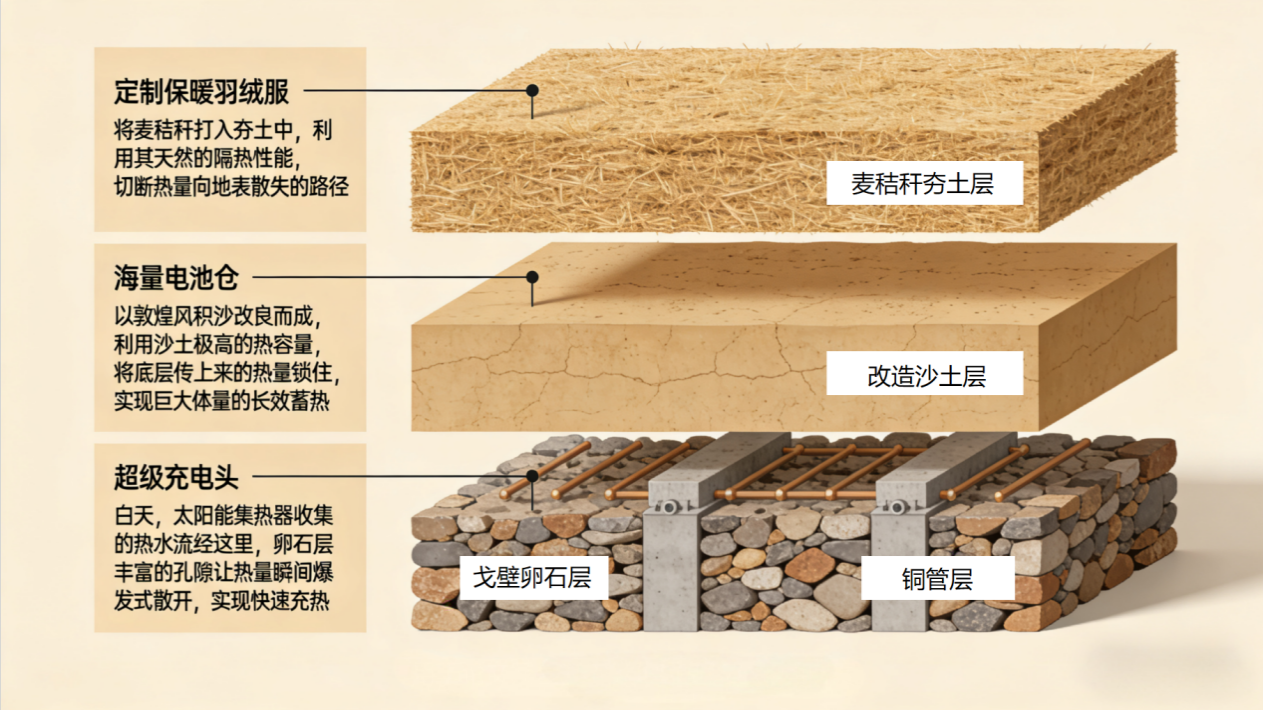 定制保暖羽绒服
将麦秸秆打入夯土中，利
用其天然的隔热性能，
切断热量向地表散失的路径
麦秸秆夯土层
海量电池仓
以敦煌风积沙改良而成，
利用沙土极高的热容量，
将底层传上来的热量锁住，
实现巨大体量的长效蓄热
改造沙土层
超级充电头
白天，太阳能集热器收集
的热水流经这里，卵石层
丰富的孔隙让热量瞬间爆
发式散开，实现快速充热
戈壁卵石层
铜管层